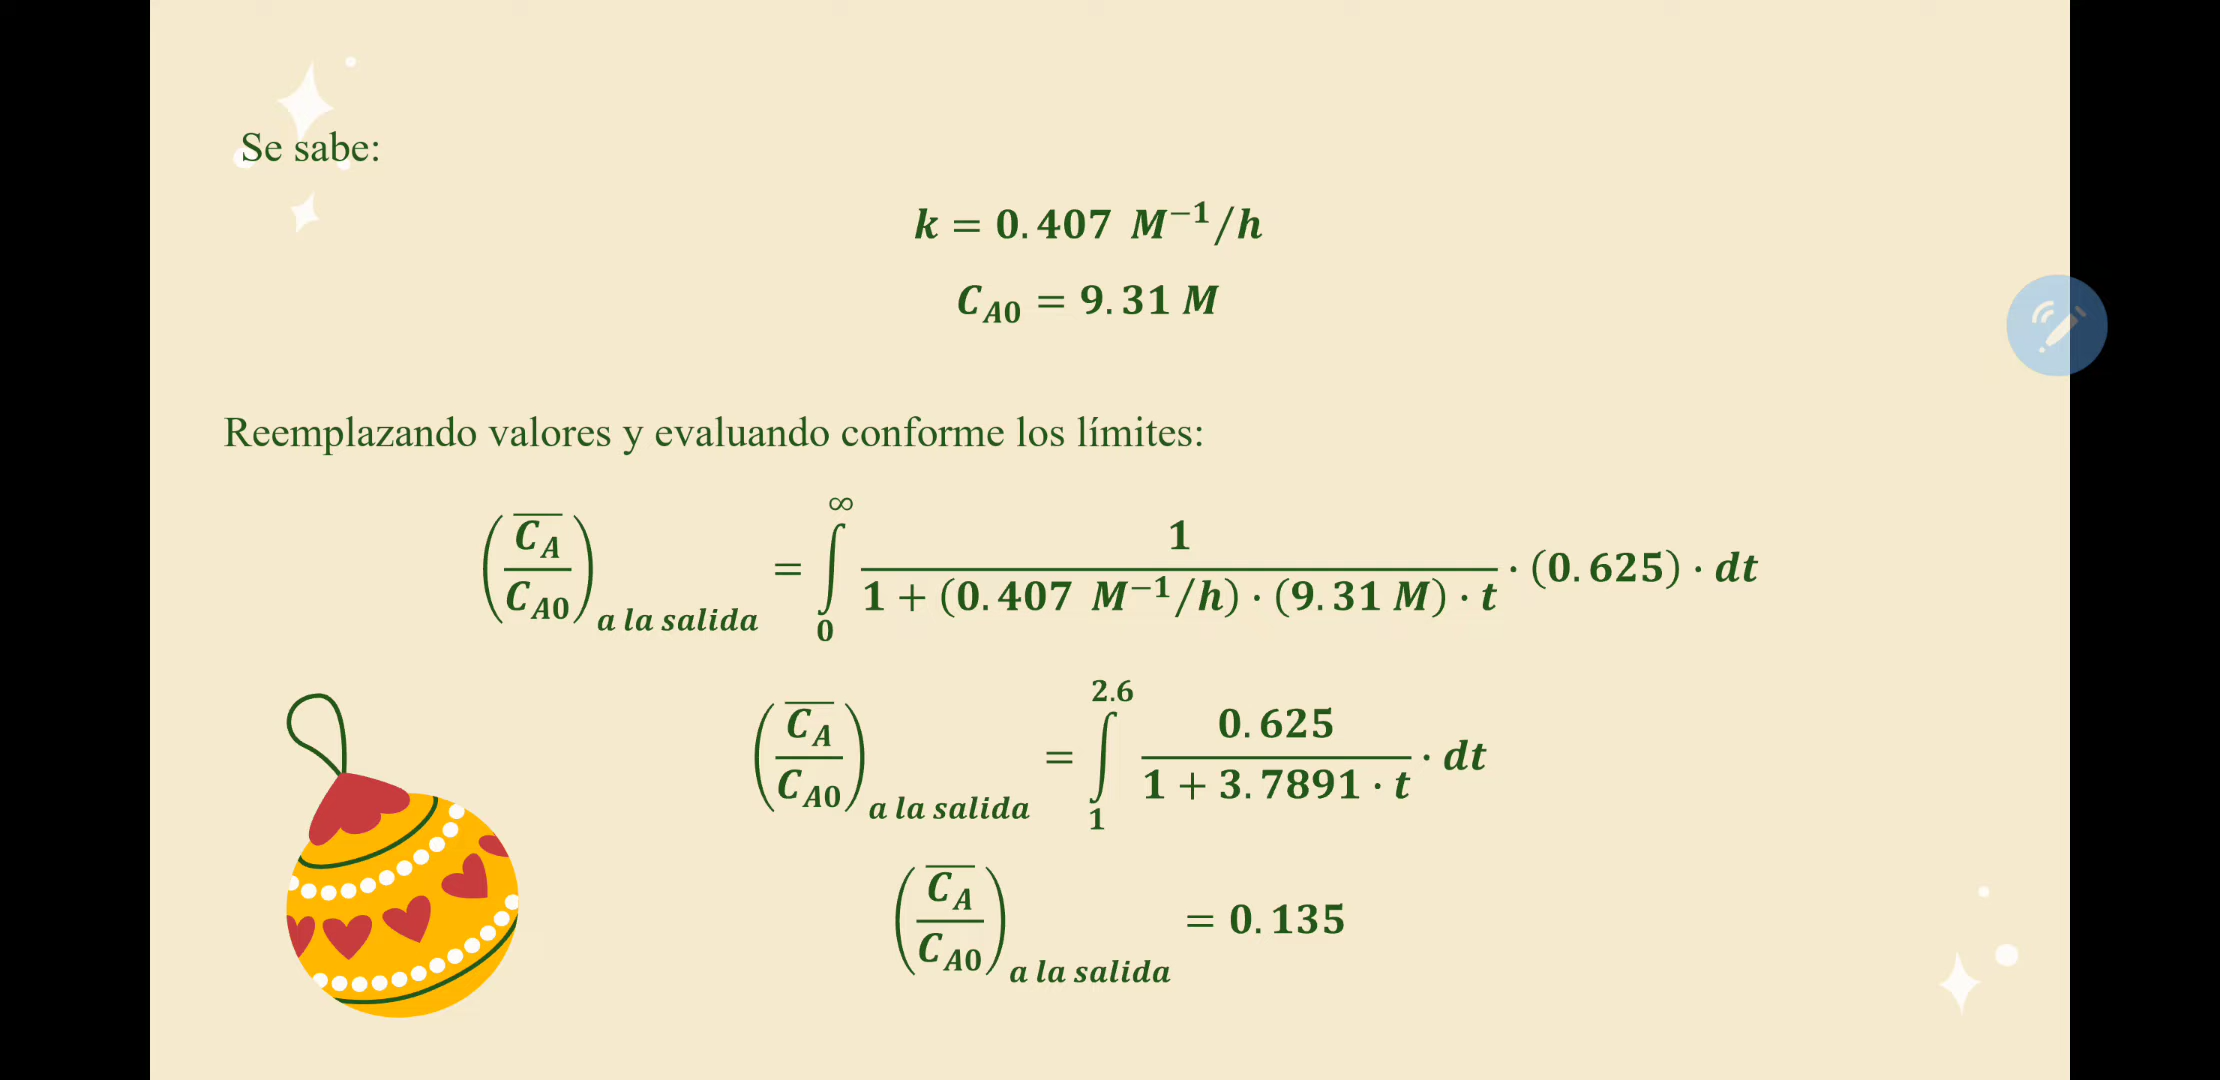 Se sabe:
k = 0.407 M⁻¹/h
C_A0 = 9.31 M
Reemplazando valores y evaluando conforme los límites:
(C̅_A̅/C_A0)_a la salida = ∫₀^∞ 1/(1 + (0.407 M⁻¹/h) · (9.31 M) · t) · (0.625) · dt
(C̅_A̅/C_A0)_a la salida = ∫₁^2.6 0.625/(1 + 3.7891 · t) · dt
(C̅_A̅/C_A0)_a la salida = 0.135